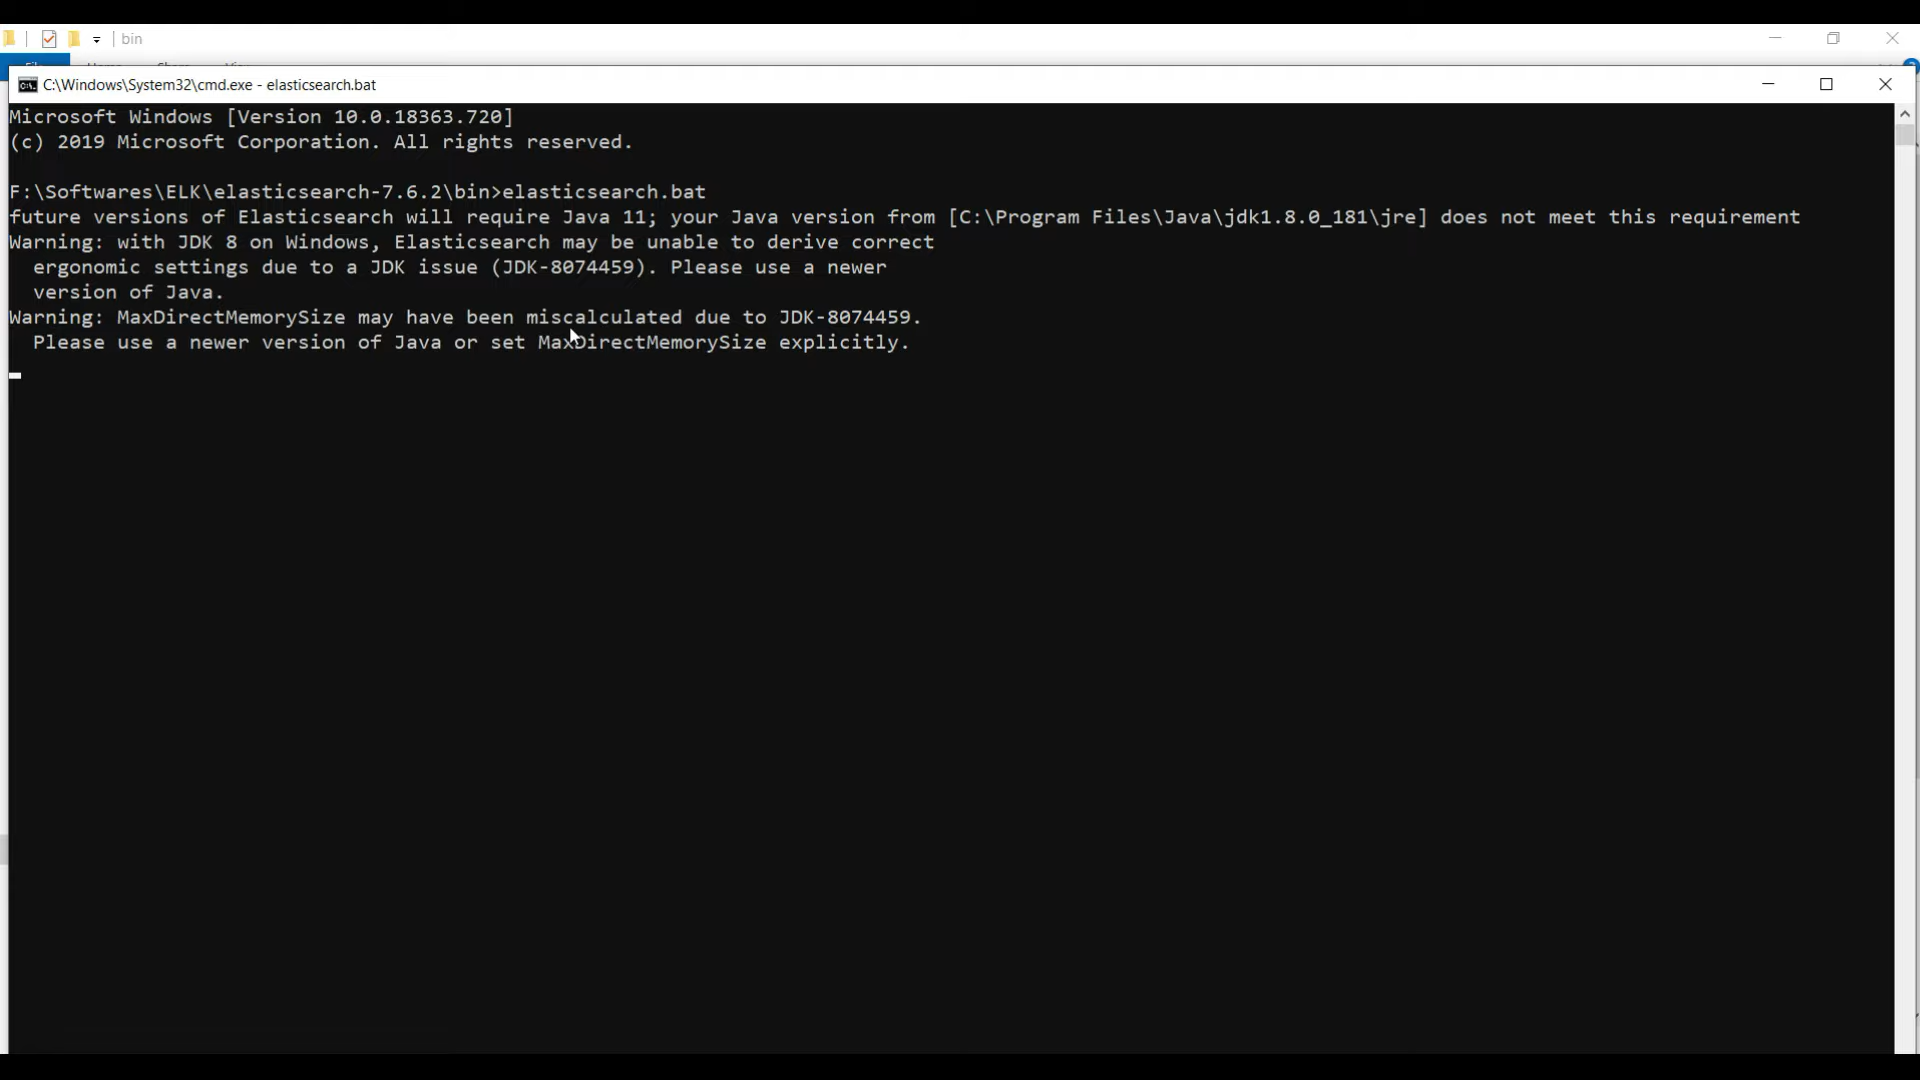 bin
C:\Windows\System32\cmd.exe - elasticsearch.bat
Microsoft Windows [Version 10.0.18363.720]
(c) 2019 Microsoft Corporation. All rights reserved.
F:\Softwares\ELK\elasticsearch-7.6.2\bin>elasticsearch.bat
future versions of Elasticsearch will require Java 11; your Java version from [C:\Program Files\Java\jdk1.8.0_181\jre] does not meet this requirement
Warning: with JDK 8 on Windows, Elasticsearch may be unable to derive correct
ergonomic settings due to a JDK issue (JDK-8074459). Please use a newer
version of Java.
Warning: MaxDirectMemorySize may have been miscalculated due to JDK-8074459.
Please use a newer version of Java or set MaxDirectMemorySize explicitly.